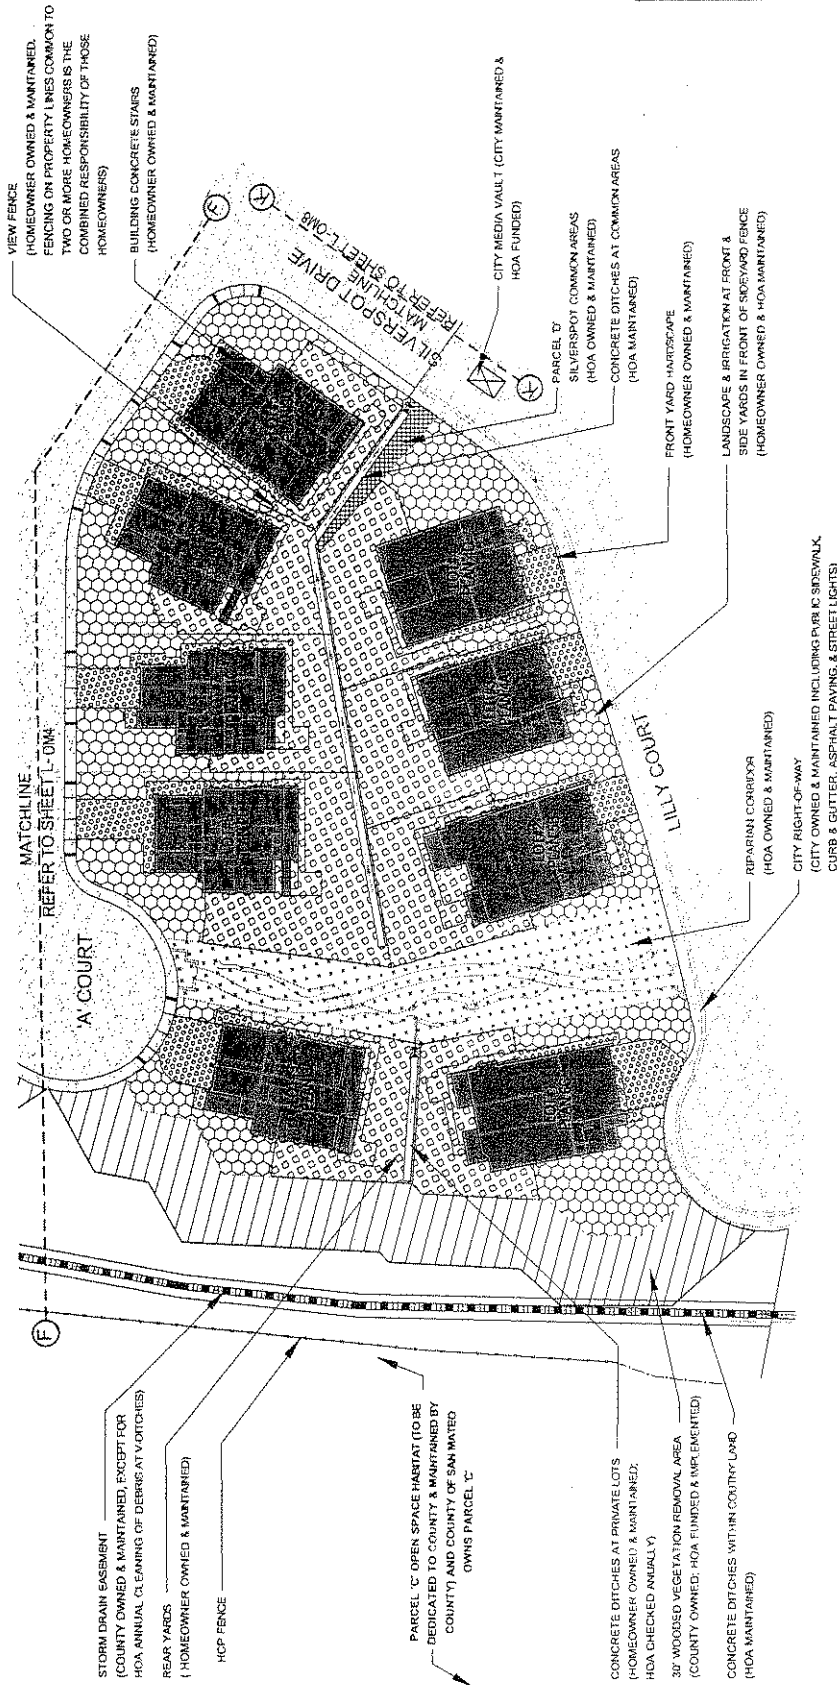 VIEW FENCE
(HOMEOWNER OWNED & MAINTAINED.
FENCING ON PROPERTY LINES COMMON TO
TWO OR MORE HOMEOWNERS IS THE
COMBINED RESPONSIBILITY OF THOSE
HOMEOWNERS)
BUILDING CONCRETE STAIRS
(HOMEOWNER OWNED & MAINTAINED)
F
K
SILVERSPOT DRIVE
MATCHLINE
REFER TO SHEET L-OM8
K
CITY MEDIA VAULT (CITY MAINTAINED &
HOA FUNDED)
PARCEL 'D'
SILVERSPOT COMMON AREAS
(HOA OWNED & MAINTAINED)
CONCRETE DITCHES AT COMMON AREAS
(HOA MAINTAINED)
FRONT YARD HARDSCAPE
(HOMEOWNER OWNED & MAINTAINED)
LANDSCAPE & IRRIGATION AT FRONT &
SIDE YARDS IN FRONT OF SIDEYARD FENCE
(HOMEOWNER OWNED & HOA MAINTAINED)
MATCHLINE
REFER TO SHEET L-OM4
'A' COURT
LILLY COURT
RIPARIAN CORRIDOR
(HOA OWNED & MAINTAINED)
CITY RIGHT-OF-WAY
(CITY OWNED & MAINTAINED INCLUDING PUBLIC SIDEWALK,
CURB & GUTTER, ASPHALT PAVING, & STREET LIGHTS)
F
STORM DRAIN EASEMENT
(COUNTY OWNED & MAINTAINED, EXCEPT FOR
HOA ANNUAL CLEANING OF DEBRIS AT V-DITCHES)
REAR YARDS
( HOMEOWNER OWNED & MAINTAINED)
HCP FENCE
PARCEL 'C' OPEN SPACE HABITAT (TO BE
DEDICATED TO COUNTY & MAINTAINED BY
COUNTY) AND COUNTY OF SAN MATEO
OWNS PARCEL 'C'
CONCRETE DITCHES AT PRIVATE LOTS
(HOMEOWNER OWNED & MAINTAINED;
HOA CHECKED ANUALLY)
30' WOODED VEGETATION REMOVAL AREA
(COUNTY OWNED; HOA FUNDED & IMPLEMENTED)
CONCRETE DITCHES WITHIN COUTNY LAND
(HOA MAINTAINED)